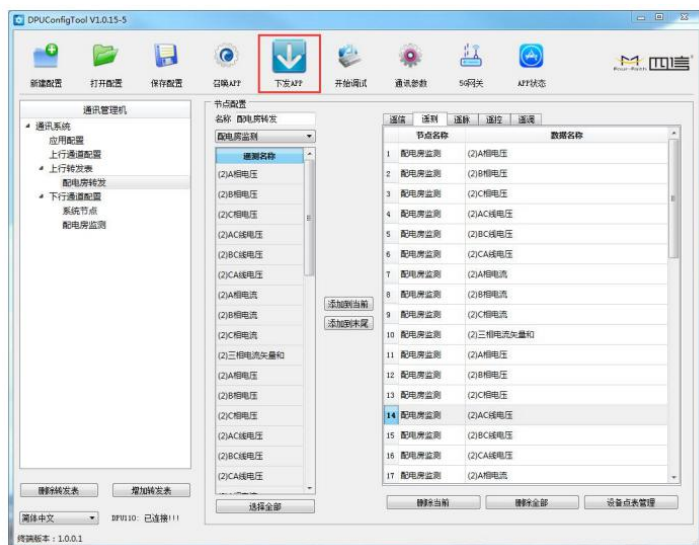 DPUConfigTool V1.0.15-5
新建配置 打开配置 保存配置 召唤APP 下发APP 开始调试 通讯参数 5G网关 APP状态
Four-Faith 四信
通讯管理机
通讯系统
应用配置
上行通道配置
上行转发表
配电房转发
下行通道配置
系统节点
配电房监测
删除转发表 增加转发表
简体中文 DPU110: 已连接!!!
终端版本：1.0.0.1
节点配置
名称 配电房转发
配电房监测
遥测名称
(2)A相电压
(2)B相电压
(2)C相电压
(2)AC线电压
(2)BC线电压
(2)CA线电压
(2)A相电流
(2)B相电流
(2)C相电流
(2)三相电流矢量和
(2)A相电压
(2)B相电压
(2)C相电压
(2)AC线电压
(2)BC线电压
(2)CA线电压
选择全部
添加到当前
添加到末尾
遥信 遥测 遥脉 遥控 遥调
节点名称 数据名称
1 配电房监测 (2)A相电压
2 配电房监测 (2)B相电压
3 配电房监测 (2)C相电压
4 配电房监测 (2)AC线电压
5 配电房监测 (2)BC线电压
6 配电房监测 (2)CA线电压
7 配电房监测 (2)A相电流
8 配电房监测 (2)B相电流
9 配电房监测 (2)C相电流
10 配电房监测 (2)三相电流矢量和
11 配电房监测 (2)A相电压
12 配电房监测 (2)B相电压
13 配电房监测 (2)C相电压
14 配电房监测 (2)AC线电压
15 配电房监测 (2)BC线电压
16 配电房监测 (2)CA线电压
17 配电房监测 (2)A相电流
删除当前 删除全部 设备点表管理